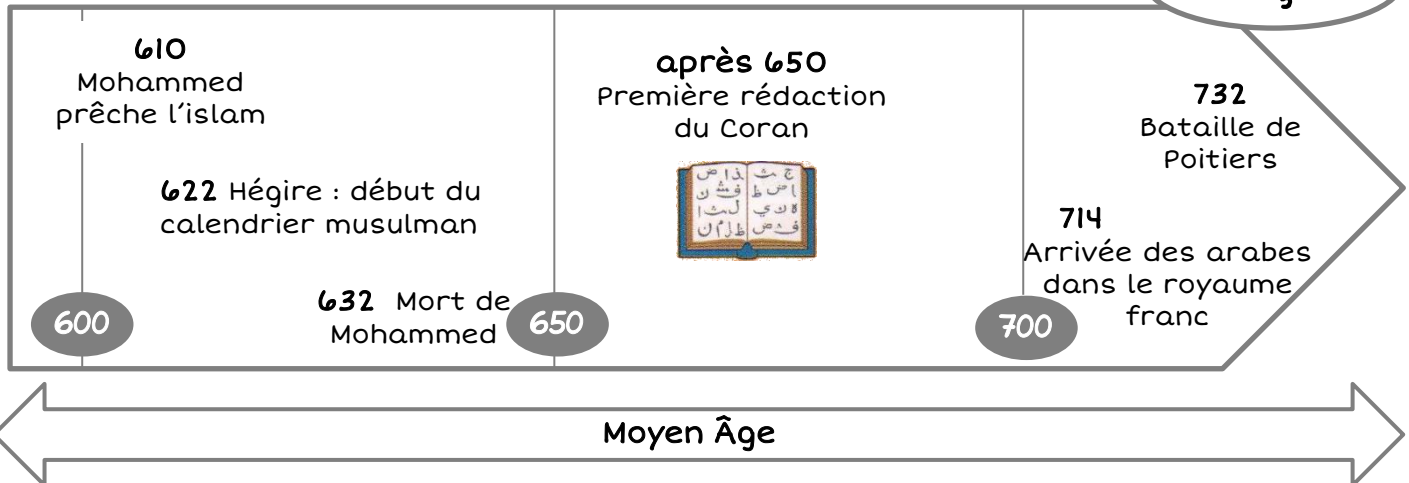 610
Mohammed
prêche l'islam
622 Hégire : début du
calendrier musulman
632 Mort de
Mohammed
après 650
Première rédaction
du Coran
732
Bataille de
Poitiers
714
Arrivée des arabes
dans le royaume
franc
600
650
700
Moyen Âge